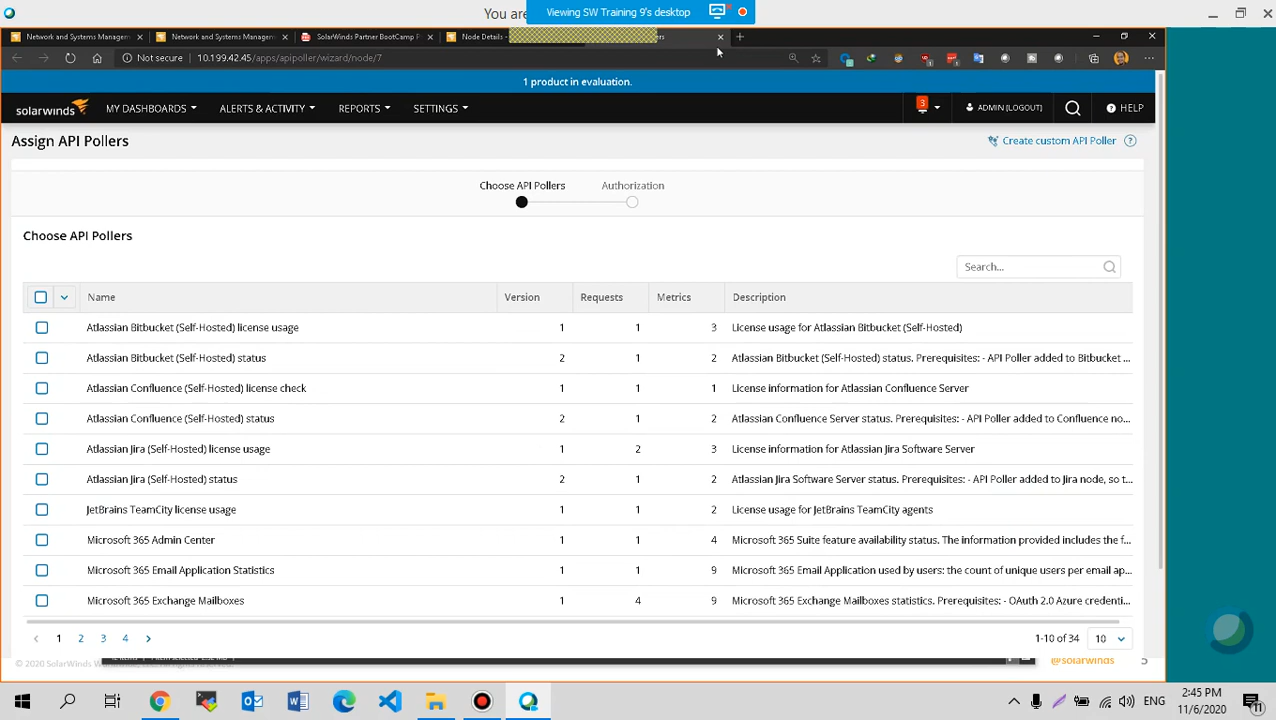 You are
Viewing SW Training 9's desktop
Network and Systems Managem
Network and Systems Managem
SolarWinds Partner BootCamp P
Node Details -
ers
Not secure
10.199.42.45/apps/apipoller/wizard/node/7
1 product in evaluation.
solarwinds
MY DASHBOARDS
ALERTS & ACTIVITY
REPORTS
SETTINGS
3
ADMIN (LOGOUT)
HELP
Assign API Pollers
Create custom API Poller
?
Choose API Pollers
Authorization
Choose API Pollers
Search...
Name Version Requests Metrics Description
Atlassian Bitbucket (Self-Hosted) license usage 1 1 3 License usage for Atlassian Bitbucket (Self-Hosted)
Atlassian Bitbucket (Self-Hosted) status 2 1 2 Atlassian Bitbucket (Self-Hosted) status. Prerequisites: - API Poller added to Bitbucket ...
Atlassian Confluence (Self-Hosted) license check 1 1 1 License information for Atlassian Confluence Server
Atlassian Confluence (Self-Hosted) status 2 1 2 Atlassian Confluence Server status. Prerequisites: - API Poller added to Confluence no...
Atlassian Jira (Self-Hosted) license usage 1 2 3 License information for Atlassian Jira Software Server
Atlassian Jira (Self-Hosted) status 2 1 2 Atlassian Jira Software Server status. Prerequisites: - API Poller added to Jira node, so t...
JetBrains TeamCity license usage 1 1 2 License usage for JetBrains TeamCity agents
Microsoft 365 Admin Center 1 1 4 Microsoft 365 Suite feature availability status. The information provided includes the f...
Microsoft 365 Email Application Statistics 1 1 9 Microsoft 365 Email Application used by users: the count of unique users per email ap...
Microsoft 365 Exchange Mailboxes 1 4 9 Microsoft 365 Exchange Mailboxes statistics. Prerequisites: - OAuth 2.0 Azure credenti...
1 2 3 4
1-10 of 34 10
@solarwinds 5
ENG
2:45 PM
11/6/2020